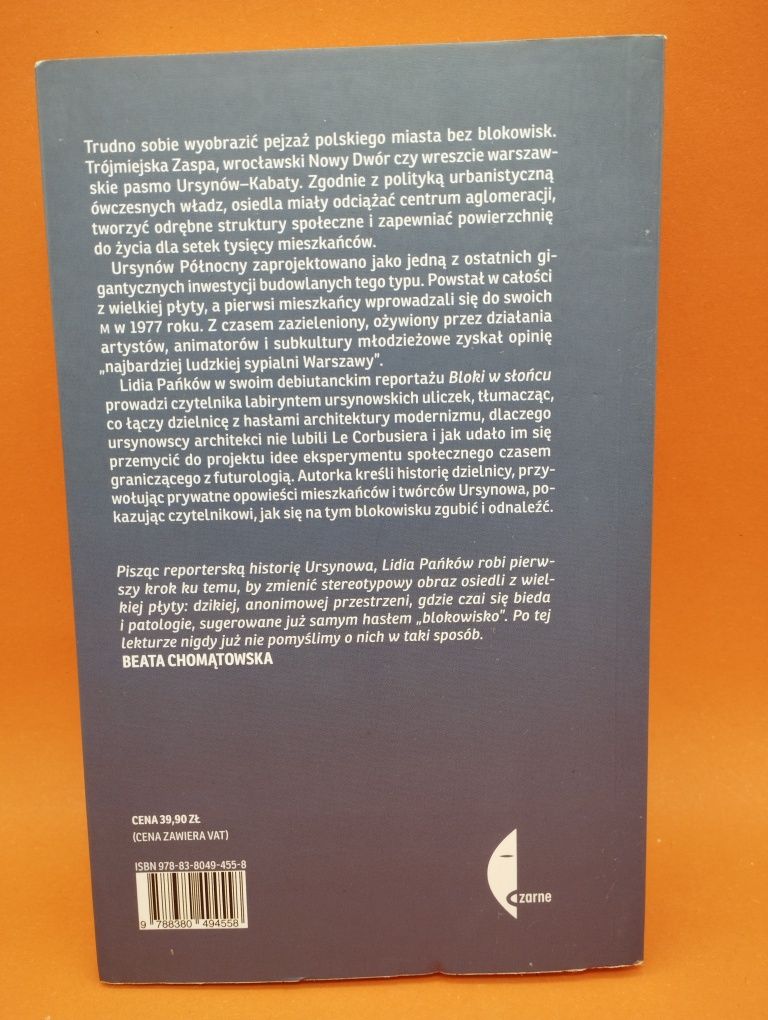 Trudno sobie wyobrazić pejzaż polskiego miasta bez blokowisk.
Trójmiejska Zaspa, wrocławski Nowy Dwór czy wreszcie warszaw-
skie pasmo Ursynów–Kabaty. Zgodnie z polityką urbanistyczną
ówczesnych władz, osiedla miały odciążać centrum aglomeracji,
tworzyć odrębne struktury społeczne i zapewniać powierzchnię
do życia dla setek tysięcy mieszkańców.
Ursynów Północny zaprojektowano jako jedną z ostatnich gi-
gantycznych inwestycji budowlanych tego typu. Powstał w całości
z wielkiej płyty, a pierwsi mieszkańcy wprowadzali się do swoich
M w 1977 roku. Z czasem zazieleniony, ożywiony przez działania
artystów, animatorów i subkultury młodzieżowe zyskał opinię
„najbardziej ludzkiej sypialni Warszawy”.
Lidia Pańków w swoim debiutanckim reportażu Bloki w słońcu
prowadzi czytelnika labiryntem ursynowskich uliczek, tłumacząc,
co łączy dzielnicę z hasłami architektury modernizmu, dlaczego
ursynowscy architekci nie lubili Le Corbusiera i jak udało im się
przemycić do projektu idee eksperymentu społecznego czasem
graniczącego z futurologią. Autorka kreśli historię dzielnicy, przy-
wołując prywatne opowieści mieszkańców i twórców Ursynowa, po-
kazując czytelnikowi, jak się na tym blokowisku zgubić i odnaleźć.
Pisząc reporterską historię Ursynowa, Lidia Pańków robi pierw-
szy krok ku temu, by zmienić stereotypowy obraz osiedli z wiel-
kiej płyty: dzikiej, anonimowej przestrzeni, gdzie czai się bieda
i patologie, sugerowane już samym hasłem „blokowisko”. Po tej
lekturze nigdy już nie pomyślimy o nich w taki sposób.
BEATA CHOMĄTOWSKA
CENA 39,90 ZŁ
(CENA ZAWIERA VAT)
ISBN 978-83-8049-455-8
9 788380 494558
czarne